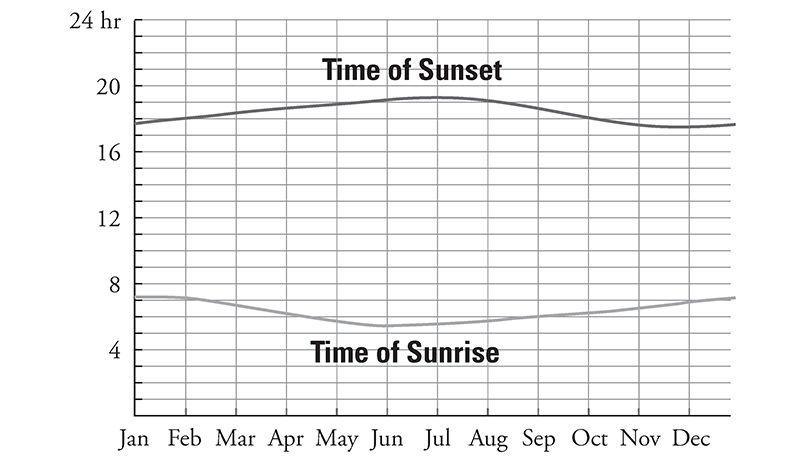 24 hr
Time of Sunset
20
16
12
8
4
Time of Sunrise
Jan Feb Mar Apr May Jun Jul Aug Sep Oct Nov Dec